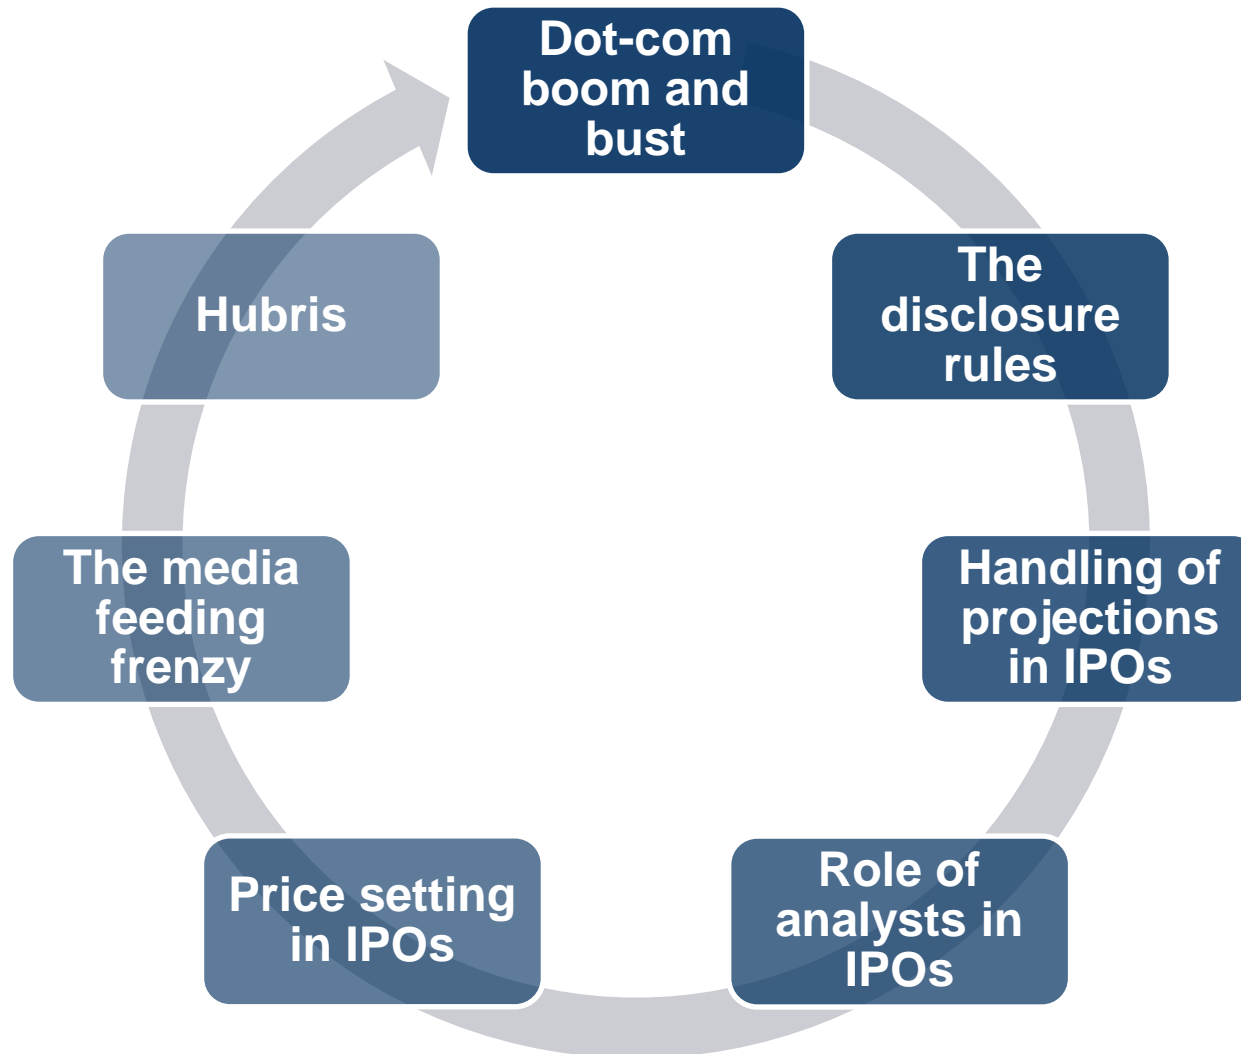 Dot-com
boom and
bust
The
disclosure
rules
Handling of
projections
in IPOs
Role of
analysts in
IPOs
Price setting
in IPOs
The media
feeding
frenzy
Hubris